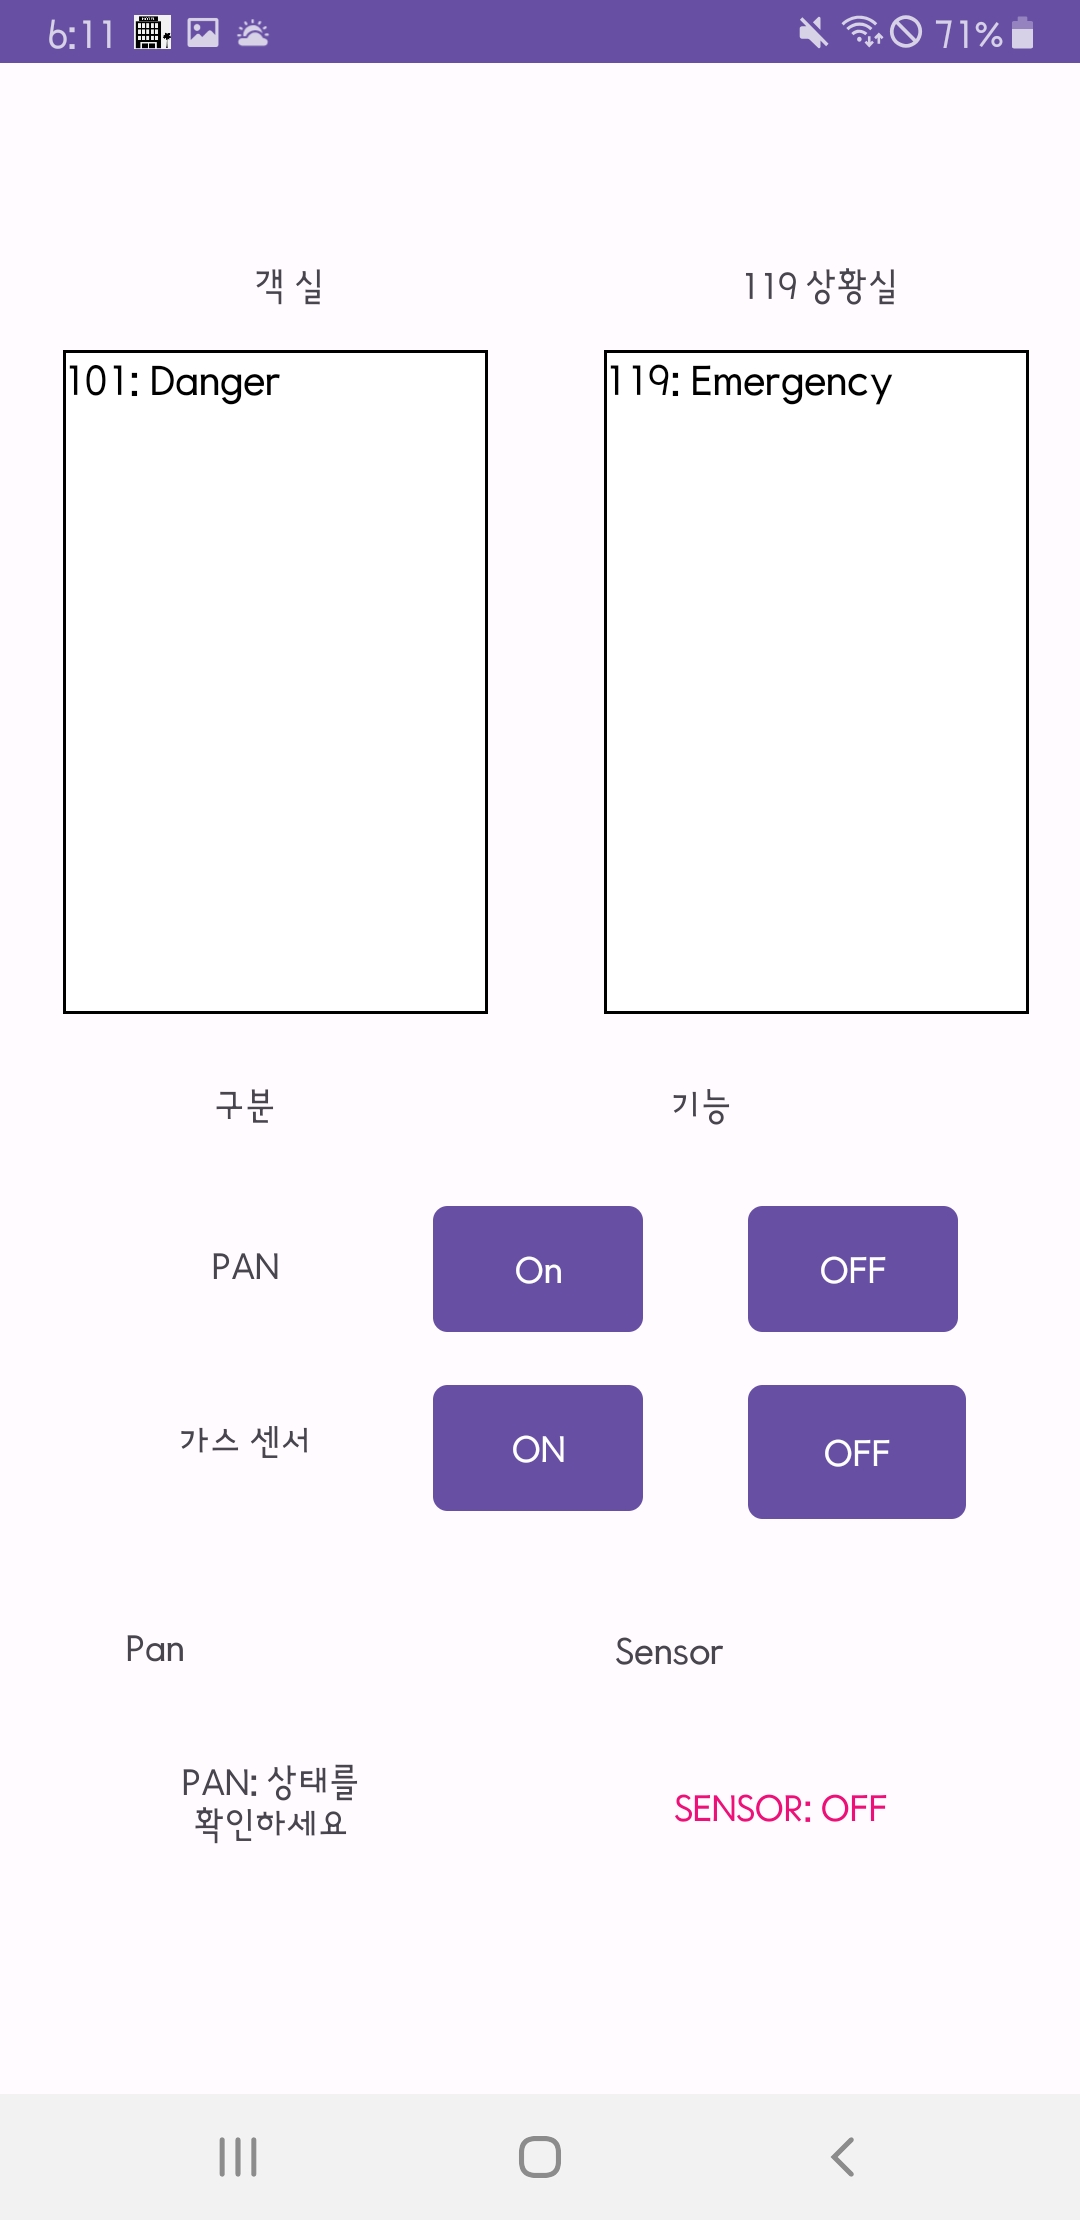 6:11 71%
객 실
119 상황실
101: Danger
119: Emergency
구분
기능
PAN
On
OFF
가스 센서
ON
OFF
Pan
Sensor
PAN: 상태를
확인하세요
SENSOR: OFF